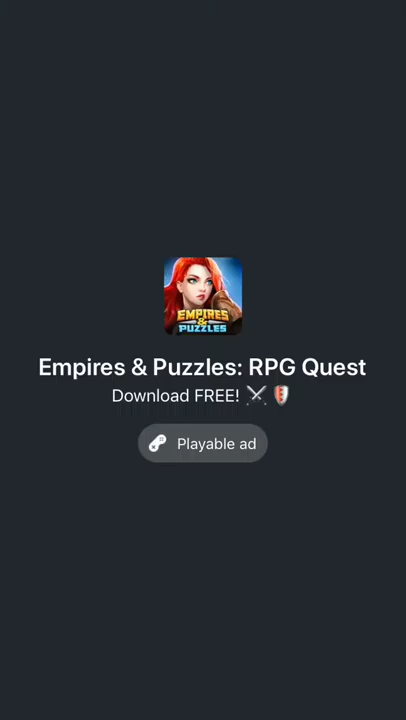 EMPIRES
&
PUZZLES
Empires & Puzzles: RPG Quest
Download FREE! ⚔️🛡️
Playable ad